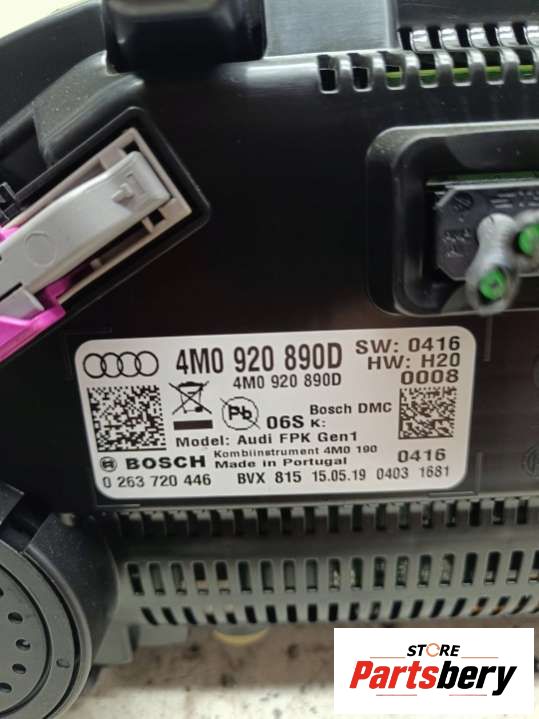 4M0 920 890D
4M0 920 890D
SW: 0416
HW: H20
0008
Pb
06S
Bosch DMC
K:
Model: Audi FPK Gen1
Kombiinstrument 4M0 190
BOSCH Made in Portugal
0416
0 263 720 446 BVX 815 15.05.19 0403 1681
STORE
Partsbery